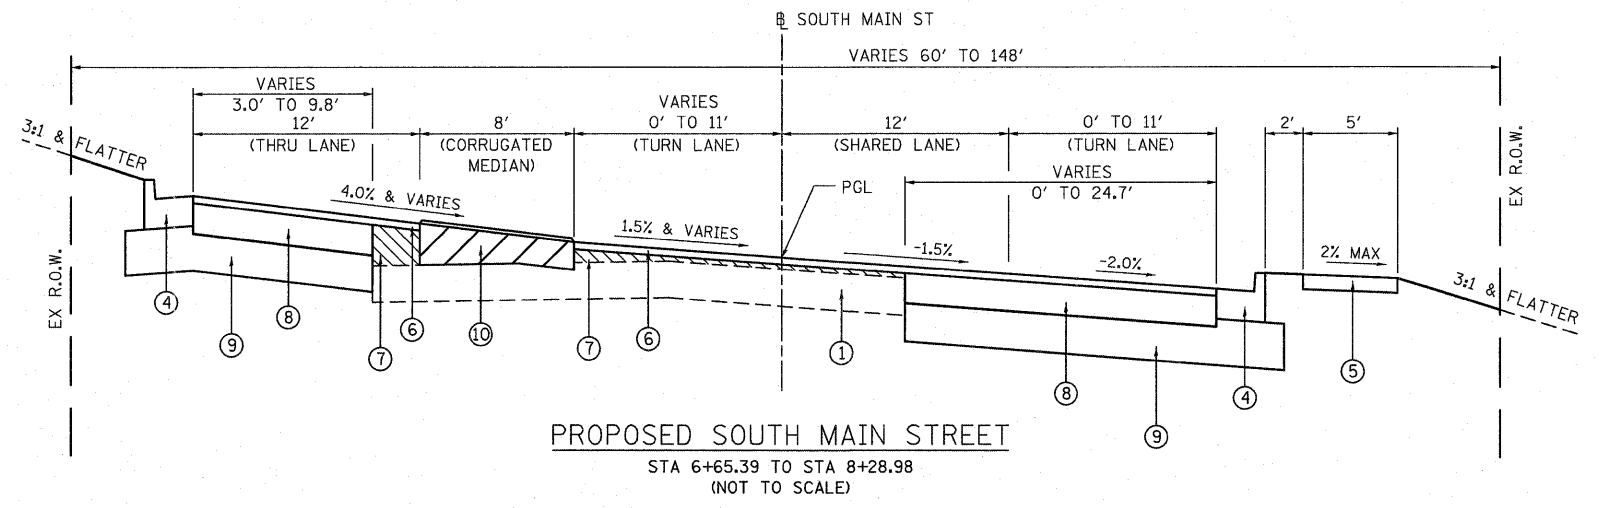 ℄ SOUTH MAIN ST
VARIES 60' TO 148'
VARIES
3.0' TO 9.8'
12'
(THRU LANE)
8'
(CORRUGATED
MEDIAN)
VARIES
0' TO 11'
(TURN LANE)
12'
(SHARED LANE)
0' TO 11'
(TURN LANE)
VARIES
0' TO 24.7'
2'
5'
3:1 & FLATTER
EX R.O.W.
4.0% & VARIES
1.5% & VARIES
PGL
-1.5%
-2.0%
2% MAX
EX R.O.W.
3:1 & FLATTER
4
9
8
7
6
10
7
6
1
8
9
4
5
PROPOSED SOUTH MAIN STREET
STA 6+65.39 TO STA 8+28.98
(NOT TO SCALE)